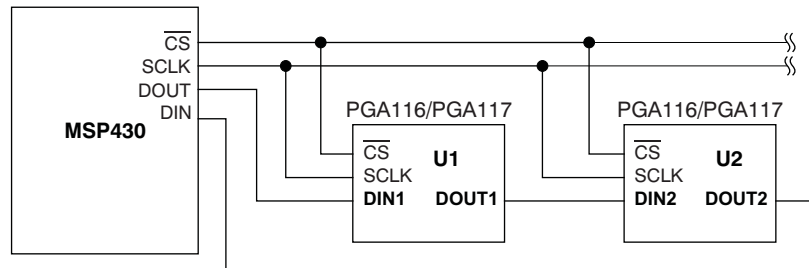 CS
SCLK
DOUT
DIN
MSP430
PGA116/PGA117
CS
U1
SCLK
DIN1
DOUT1
PGA116/PGA117
CS
U2
SCLK
DIN2
DOUT2